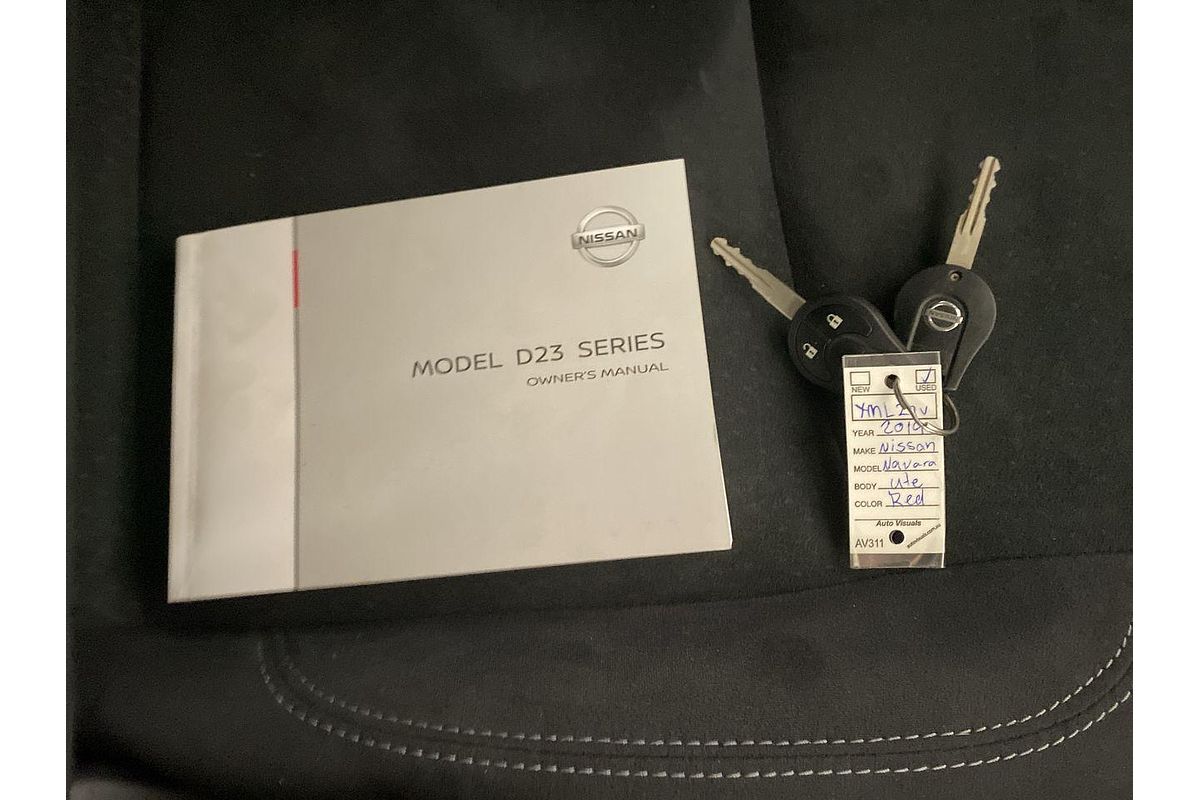 NISSAN
MODEL D23 SERIES
OWNER'S MANUAL
NISSAN
NEW
USED
YEAR 2019
MAKE Nissan
MODEL Navara
BODY Ute
COLOR Red
Auto Visuals
AV311